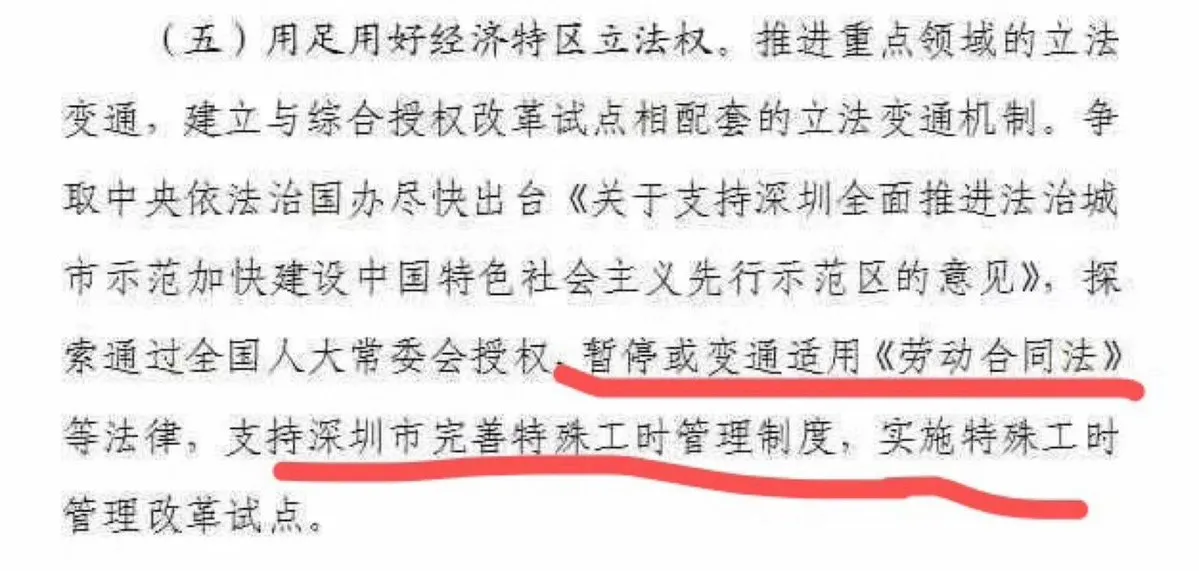 （五）用足用好经济特区立法权。推进重点领域的立法
变通，建立与综合授权改革试点相配套的立法变通机制。争
取中央依法治国办尽快出台《关于支持深圳全面推进法治城
市示范加快建设中国特色社会主义先行示范区的意见》，探
索通过全国人大常委会授权，暂停或变通适用《劳动合同法》
等法律，支持深圳市完善特殊工时管理制度，实施特殊工时
管理改革试点。